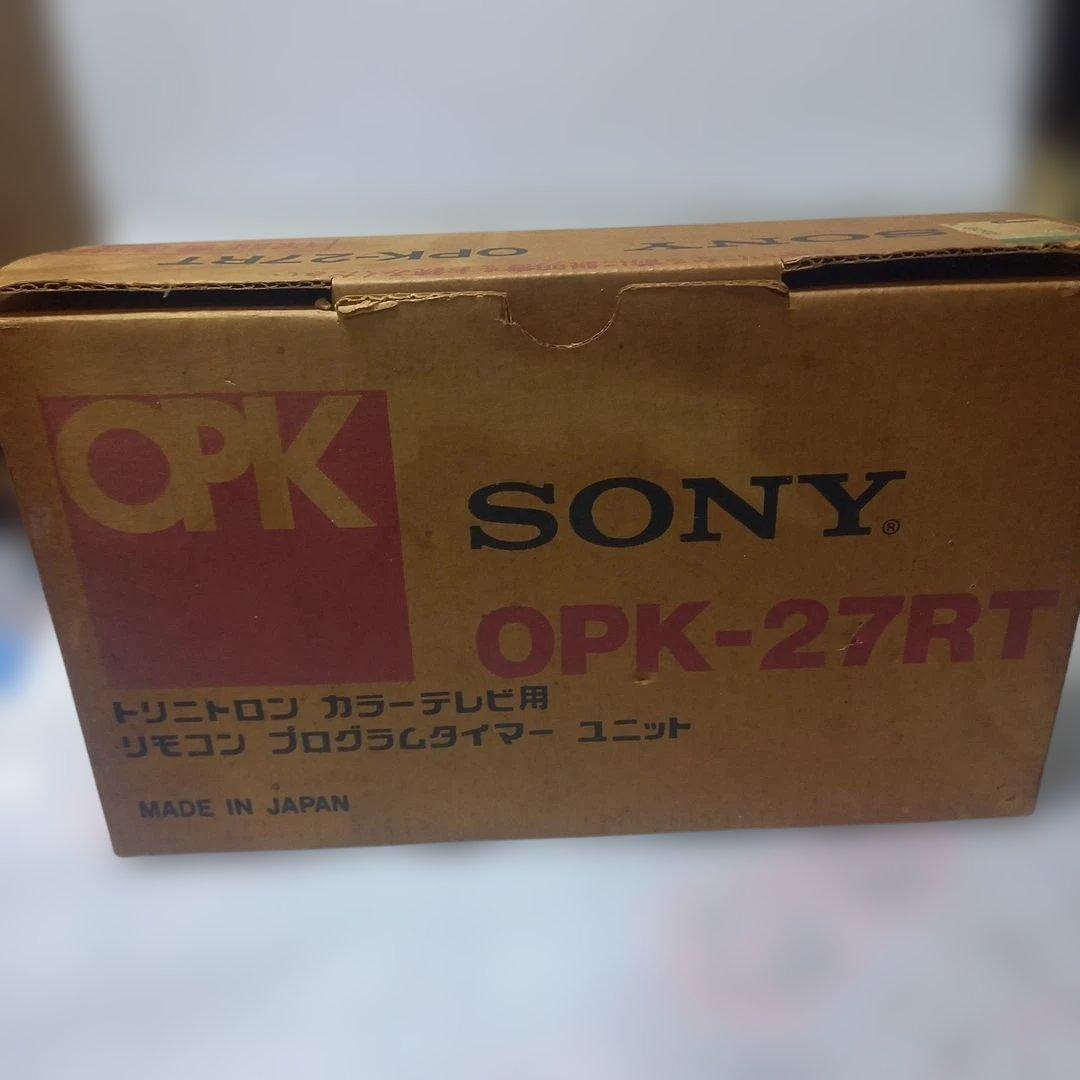 OPK-27RT SONY
OPK
SONY®
OPK-27RT
トリニトロン カラーテレビ用
リモコン プログラムタイマー ユニット
MADE IN JAPAN